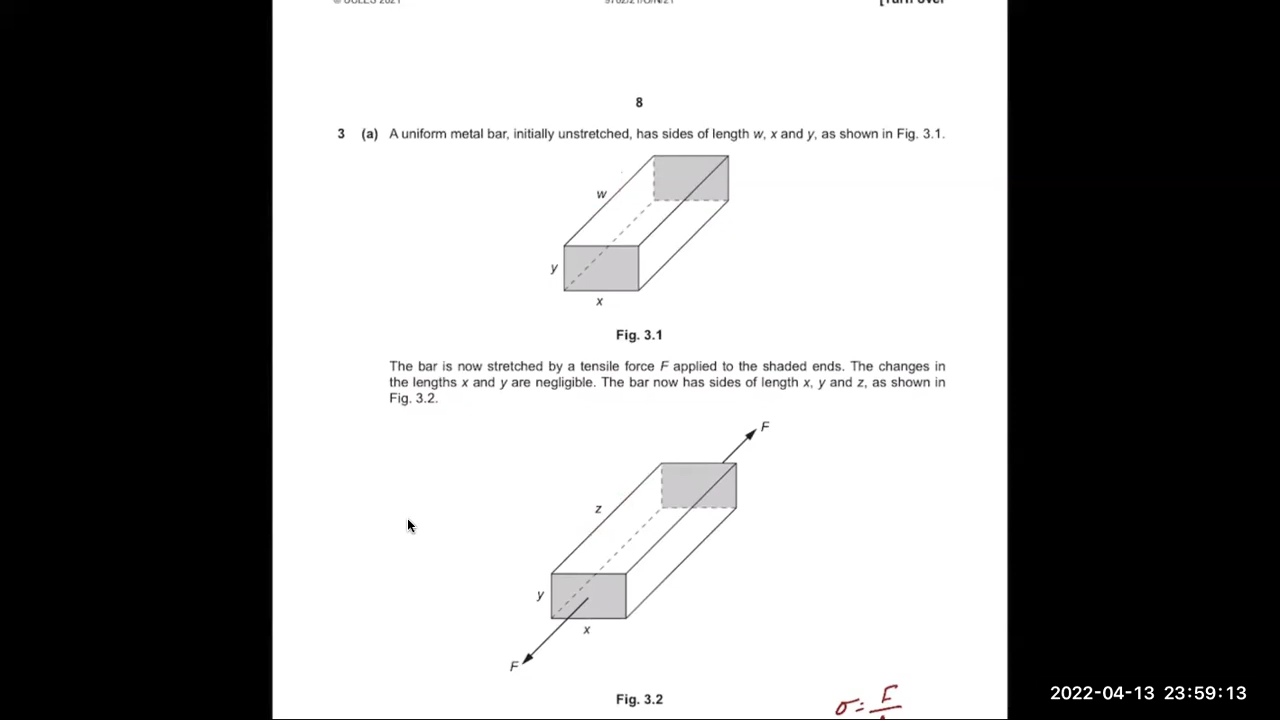 8
3 (a) A uniform metal bar, initially unstretched, has sides of length w, x and y, as shown in Fig. 3.1.
w
y
x
Fig. 3.1
The bar is now stretched by a tensile force F applied to the shaded ends. The changes in
the lengths x and y are negligible. The bar now has sides of length x, y and z, as shown in
Fig. 3.2.
F
z
y
x
F
Fig. 3.2
σ = F
2022-04-13 23:59:13